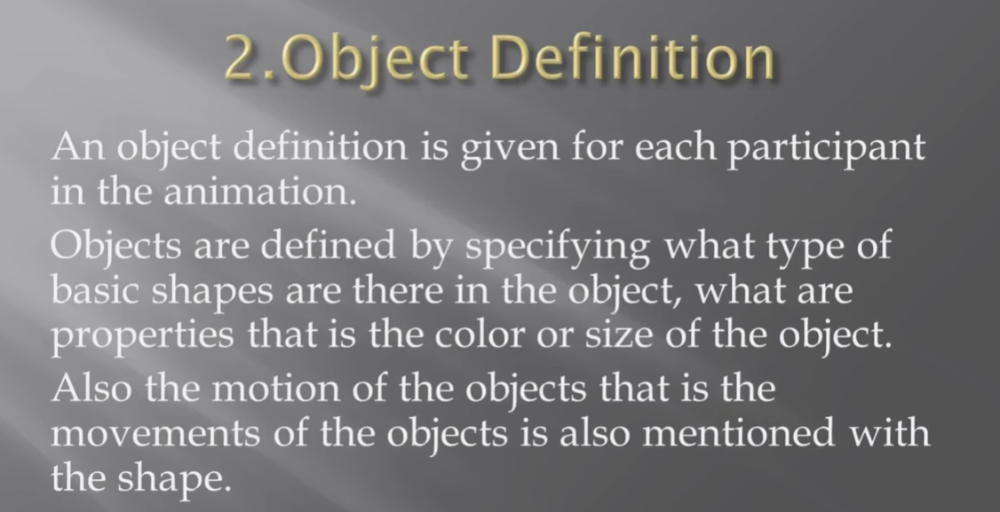 2.Object Definition
An object definition is given for each participant
in the animation.
Objects are defined by specifying what type of
basic shapes are there in the object, what are
properties that is the color or size of the object.
Also the motion of the objects that is the
movements of the objects is also mentioned with
the shape.